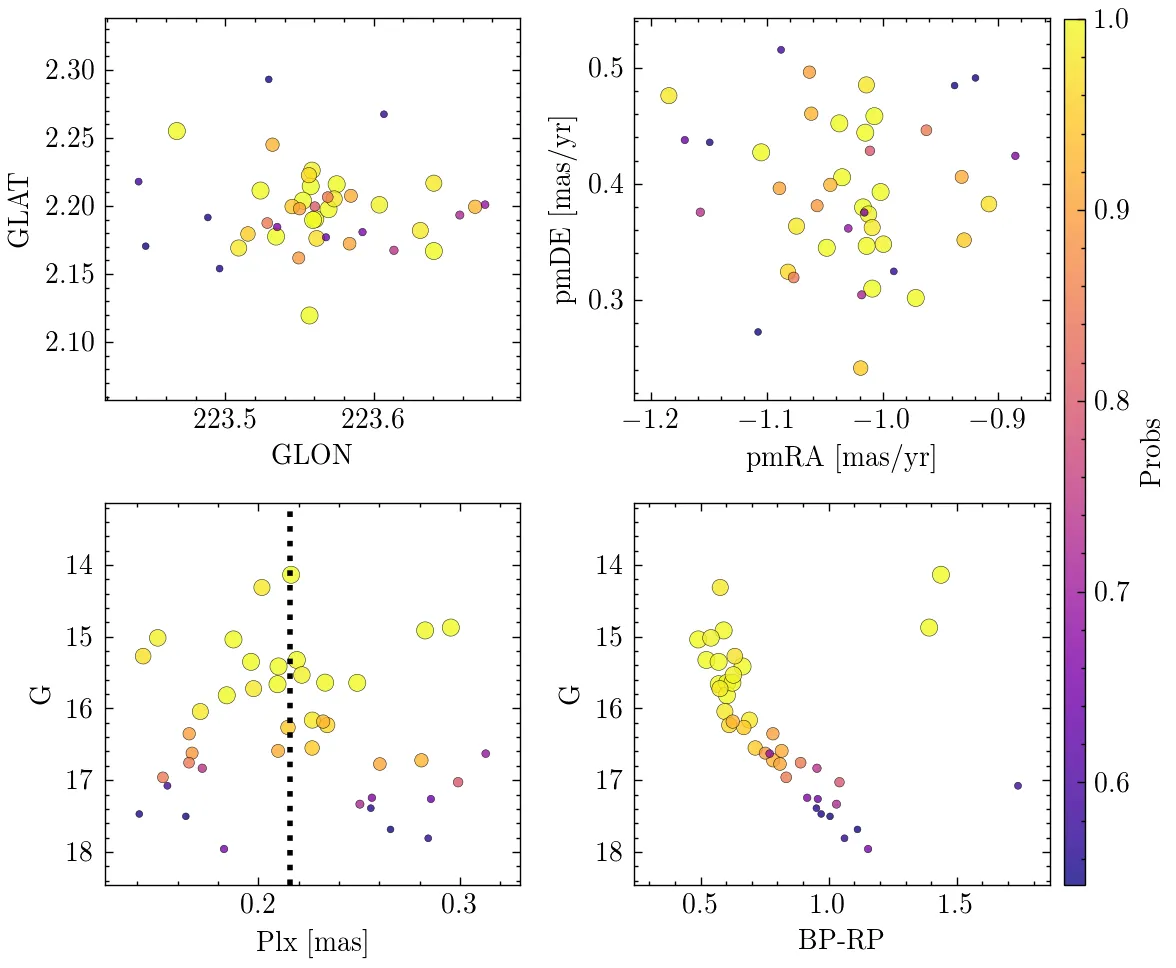 2.30
2.25
2.20
2.15
2.10
GLAT
223.5 223.6
GLON
0.5
0.4
0.3
pmDE [mas/yr]
−1.2 −1.1 −1.0 −0.9
pmRA [mas/yr]
14
15
16
17
18
G
0.2 0.3
Plx [mas]
14
15
16
17
18
G
0.5 1.0 1.5
BP-RP
1.0
0.9
0.8
0.7
0.6
Probs